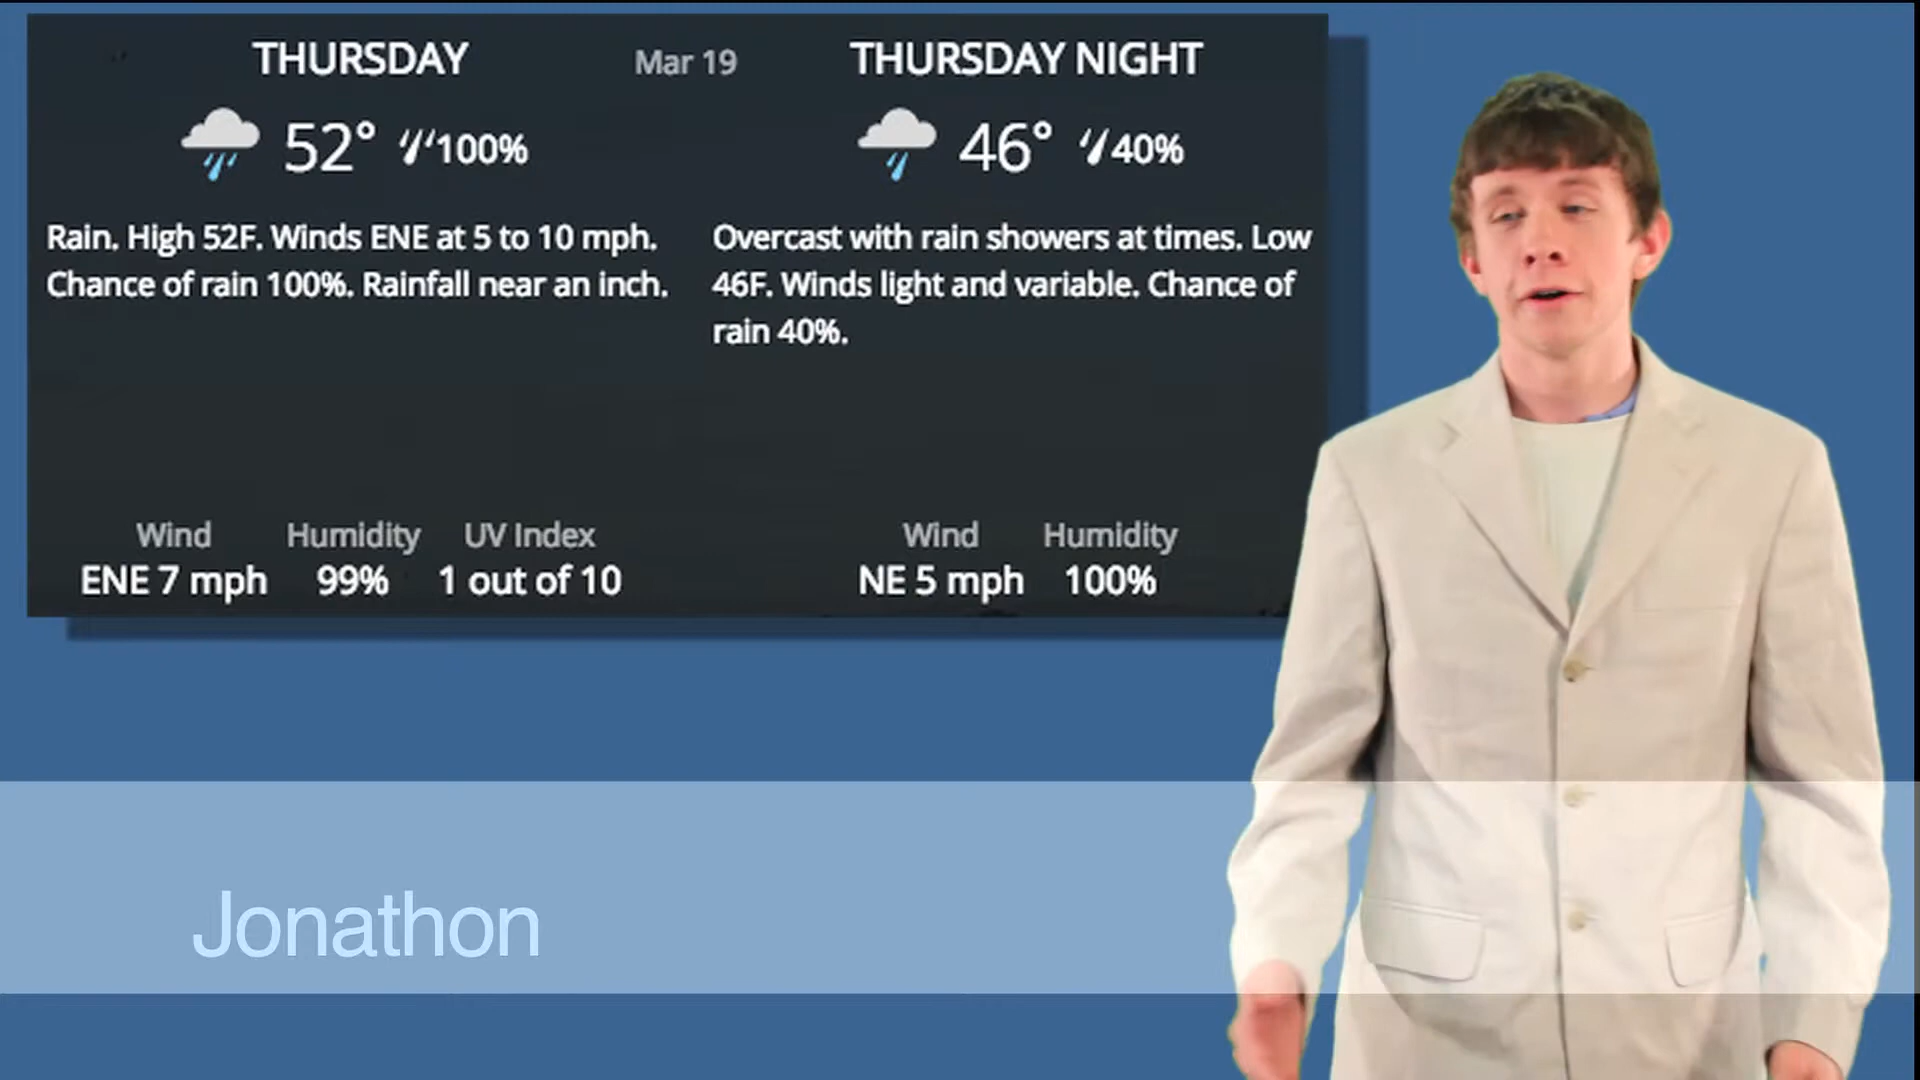 THURSDAY
Mar 19
THURSDAY NIGHT
52° 100%
46° 40%
Rain. High 52F. Winds ENE at 5 to 10 mph.
Chance of rain 100%. Rainfall near an inch.
Overcast with rain showers at times. Low
46F. Winds light and variable. Chance of
rain 40%.
Wind
Humidity
UV Index
ENE 7 mph
99%
1 out of 10
Wind
Humidity
NE 5 mph
100%
Jonathon